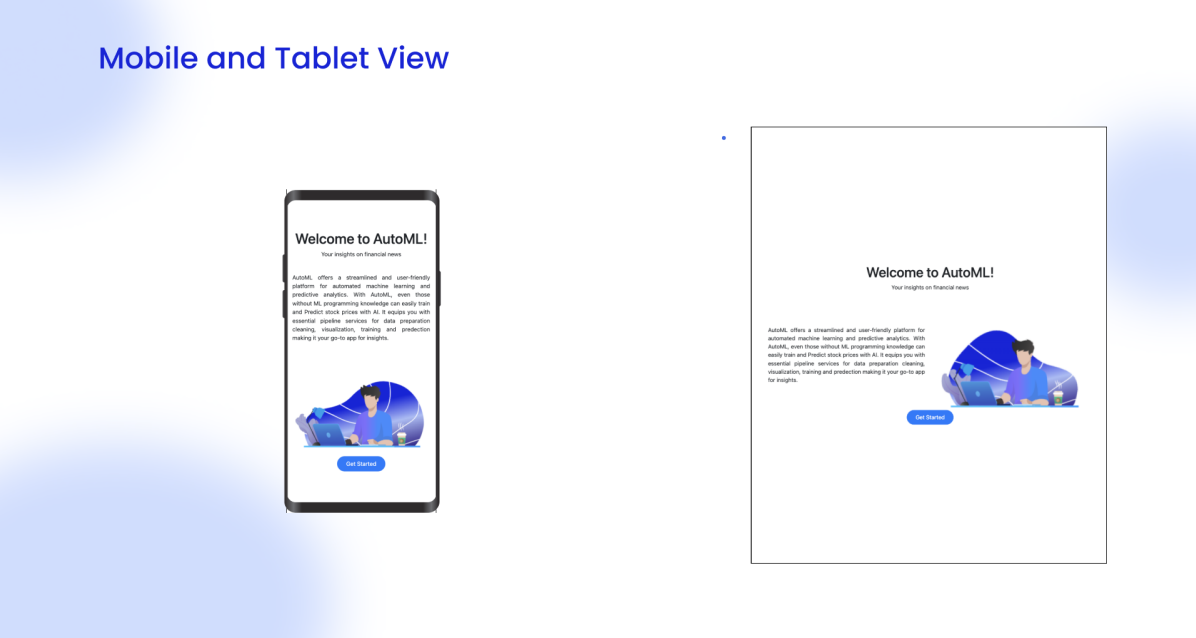 Mobile and Tablet View
Welcome to AutoML!
Your insights on financial news
AutoML offers a streamlined and user-friendly
platform for automated machine learning and
predictive analytics. With AutoML, even those
without ML programming knowledge can easily train
and Predict stock prices with AI. It equips you with
essential pipeline services for data preparation
cleaning, visualization, training and predection
making it your go-to app for insights.
Get Started
Welcome to AutoML!
Your insights on financial news
AutoML offers a streamlined and user-friendly platform for
automated machine learning and predictive analytics. With
AutoML, even those without ML programming knowledge can
easily train and Predict stock prices with AI. It equips you with
essential pipeline services for data preparation cleaning,
visualization, training and predection making it your go-to app
for insights.
Get Started